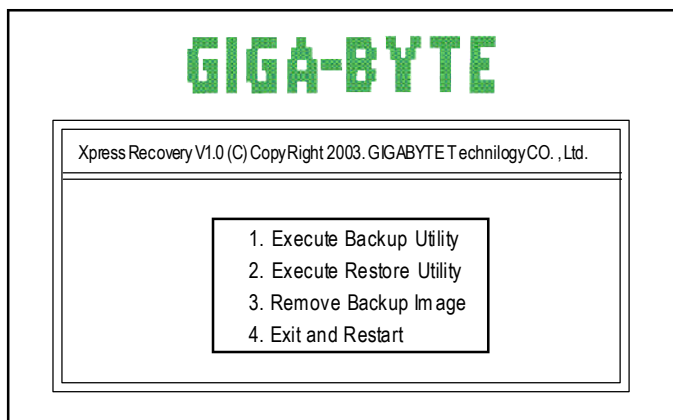 GIGA-BYTE
Xpress Recovery V1.0 (C) CopyRight 2003. GIGABYTE Technilogy CO. , Ltd.
1. Execute Backup Utility
2. Execute Restore Utility
3. Remove Backup Image
4. Exit and Restart